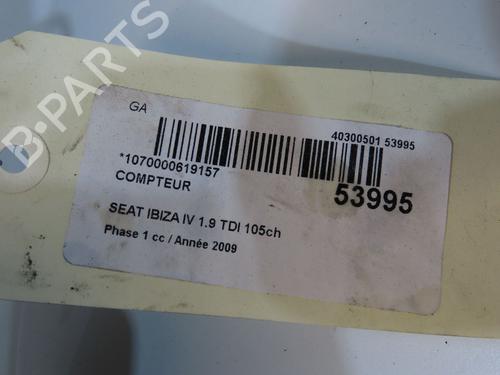 B-PARTS
GA
40300501 53995
*1070000619157
COMPTEUR
53995
SEAT IBIZA IV 1.9 TDI 105ch
Phase 1 cc / Année 2009